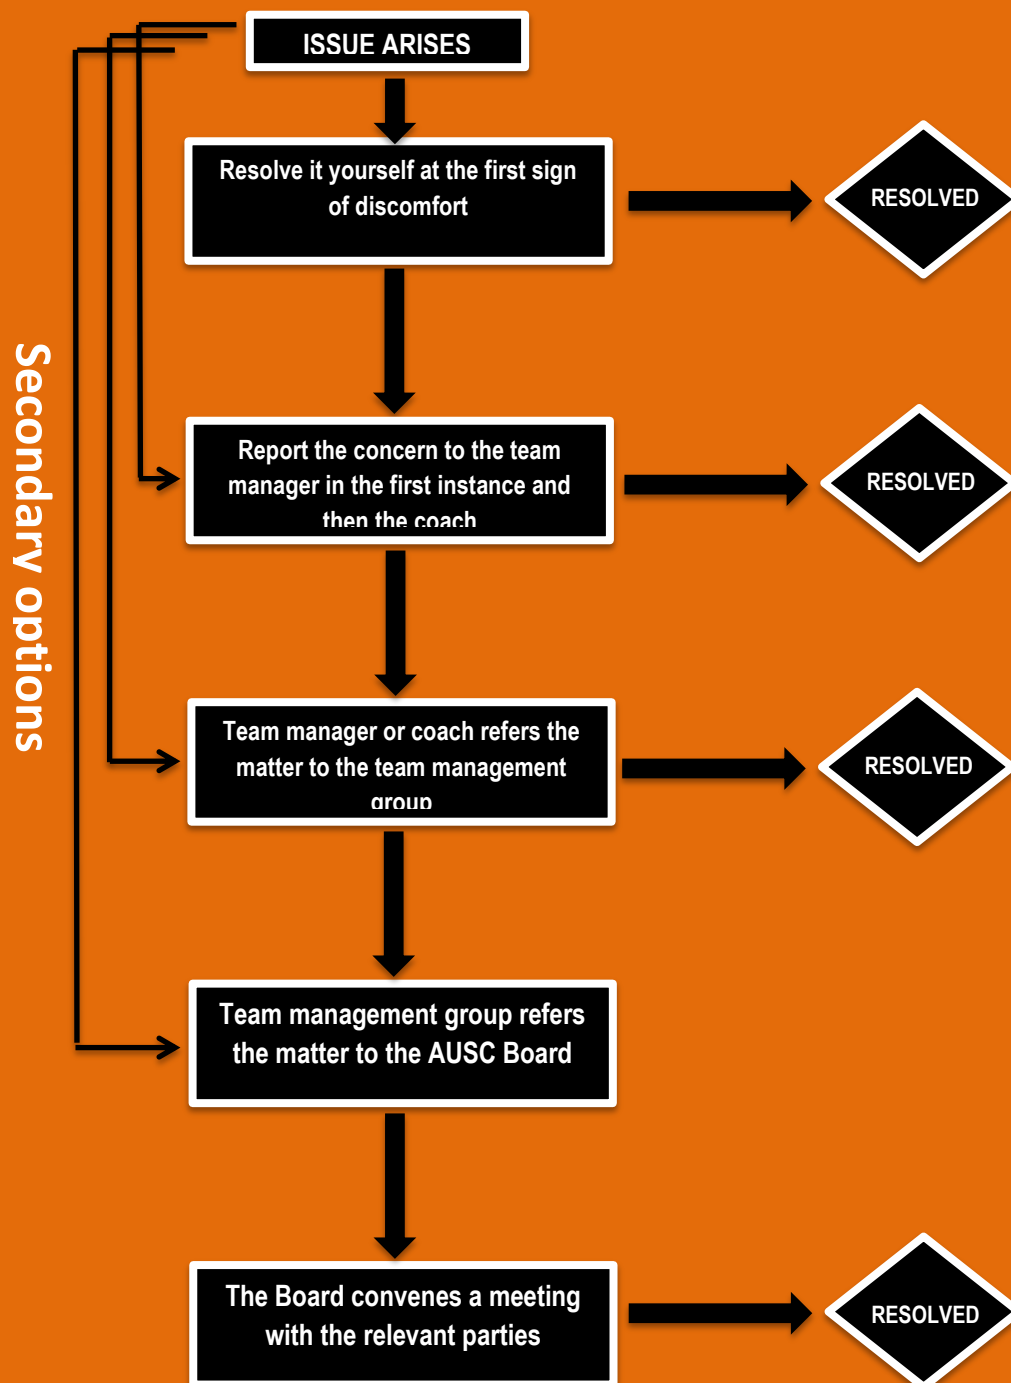 ISSUE ARISES
Resolve it yourself at the first sign
of discomfort
RESOLVED
Report the concern to the team
manager in the first instance and
then the coach
RESOLVED
Secondary options
Team manager or coach refers the
matter to the team management
group
RESOLVED
Team management group refers
the matter to the AUSC Board
The Board convenes a meeting
with the relevant parties
RESOLVED